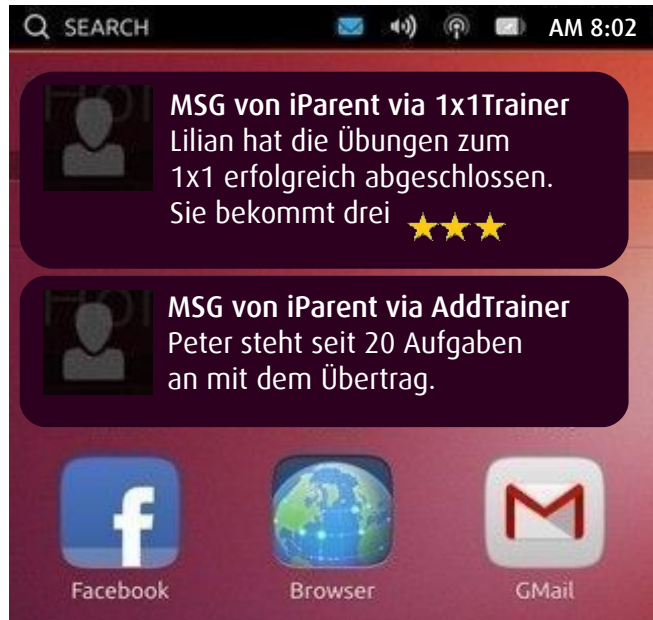 SEARCH AM 8:02
MSG von iParent via 1x1Trainer
Lilian hat die Übungen zum
1x1 erfolgreich abgeschlossen.
Sie bekommt drei
MSG von iParent via AddTrainer
Peter steht seit 20 Aufgaben
an mit dem Übertrag.
Facebook Browser GMail